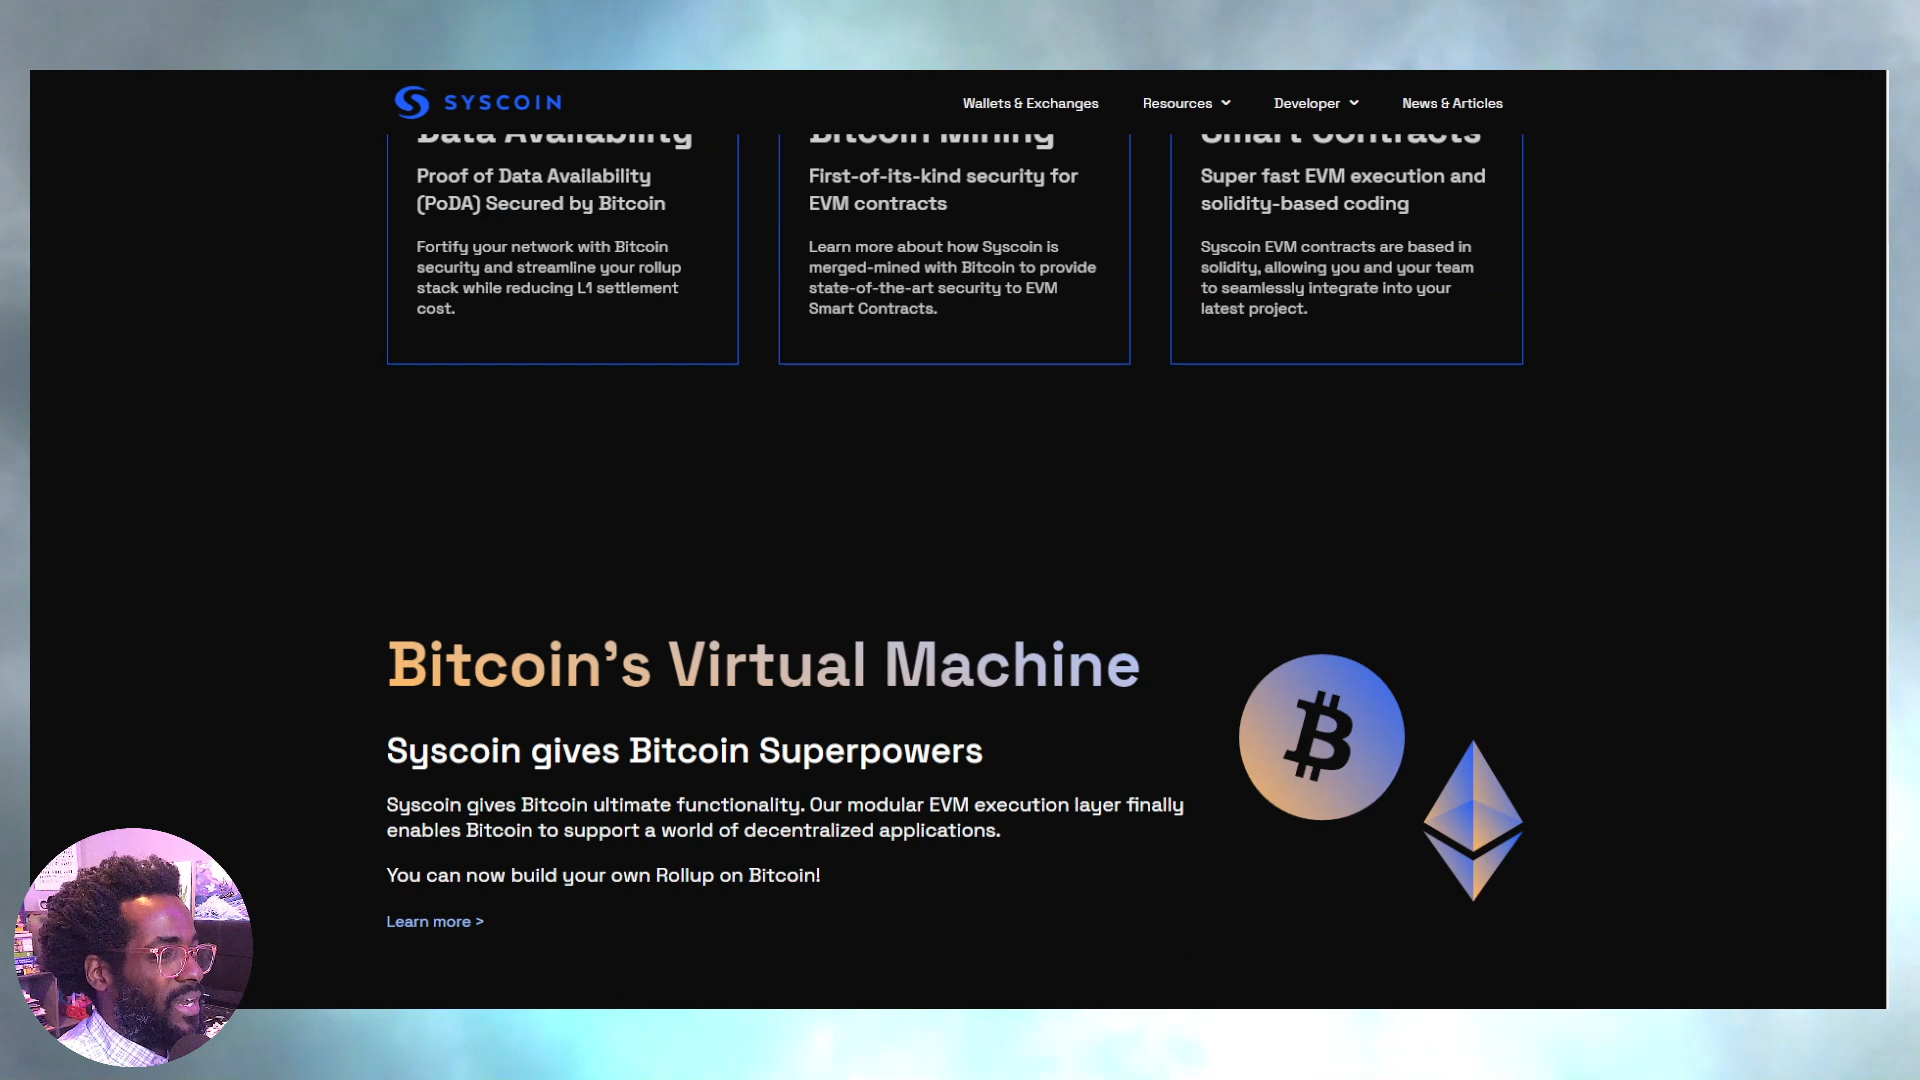 SYSCOIN
Wallets & Exchanges
Resources
Developer
News & Articles
Data Availability
Proof of Data Availability
(PoDA) Secured by Bitcoin
Fortify your network with Bitcoin
security and streamline your rollup
stack while reducing L1 settlement
cost.
Bitcoin Mining
First-of-its-kind security for
EVM contracts
Learn more about how Syscoin is
merged-mined with Bitcoin to provide
state-of-the-art security to EVM
Smart Contracts.
Smart Contracts
Super fast EVM execution and
solidity-based coding
Syscoin EVM contracts are based in
solidity, allowing you and your team
to seamlessly integrate into your
latest project.
Bitcoin’s Virtual Machine
Syscoin gives Bitcoin Superpowers
Syscoin gives Bitcoin ultimate functionality. Our modular EVM execution layer finally
enables Bitcoin to support a world of decentralized applications.
You can now build your own Rollup on Bitcoin!
Learn more >